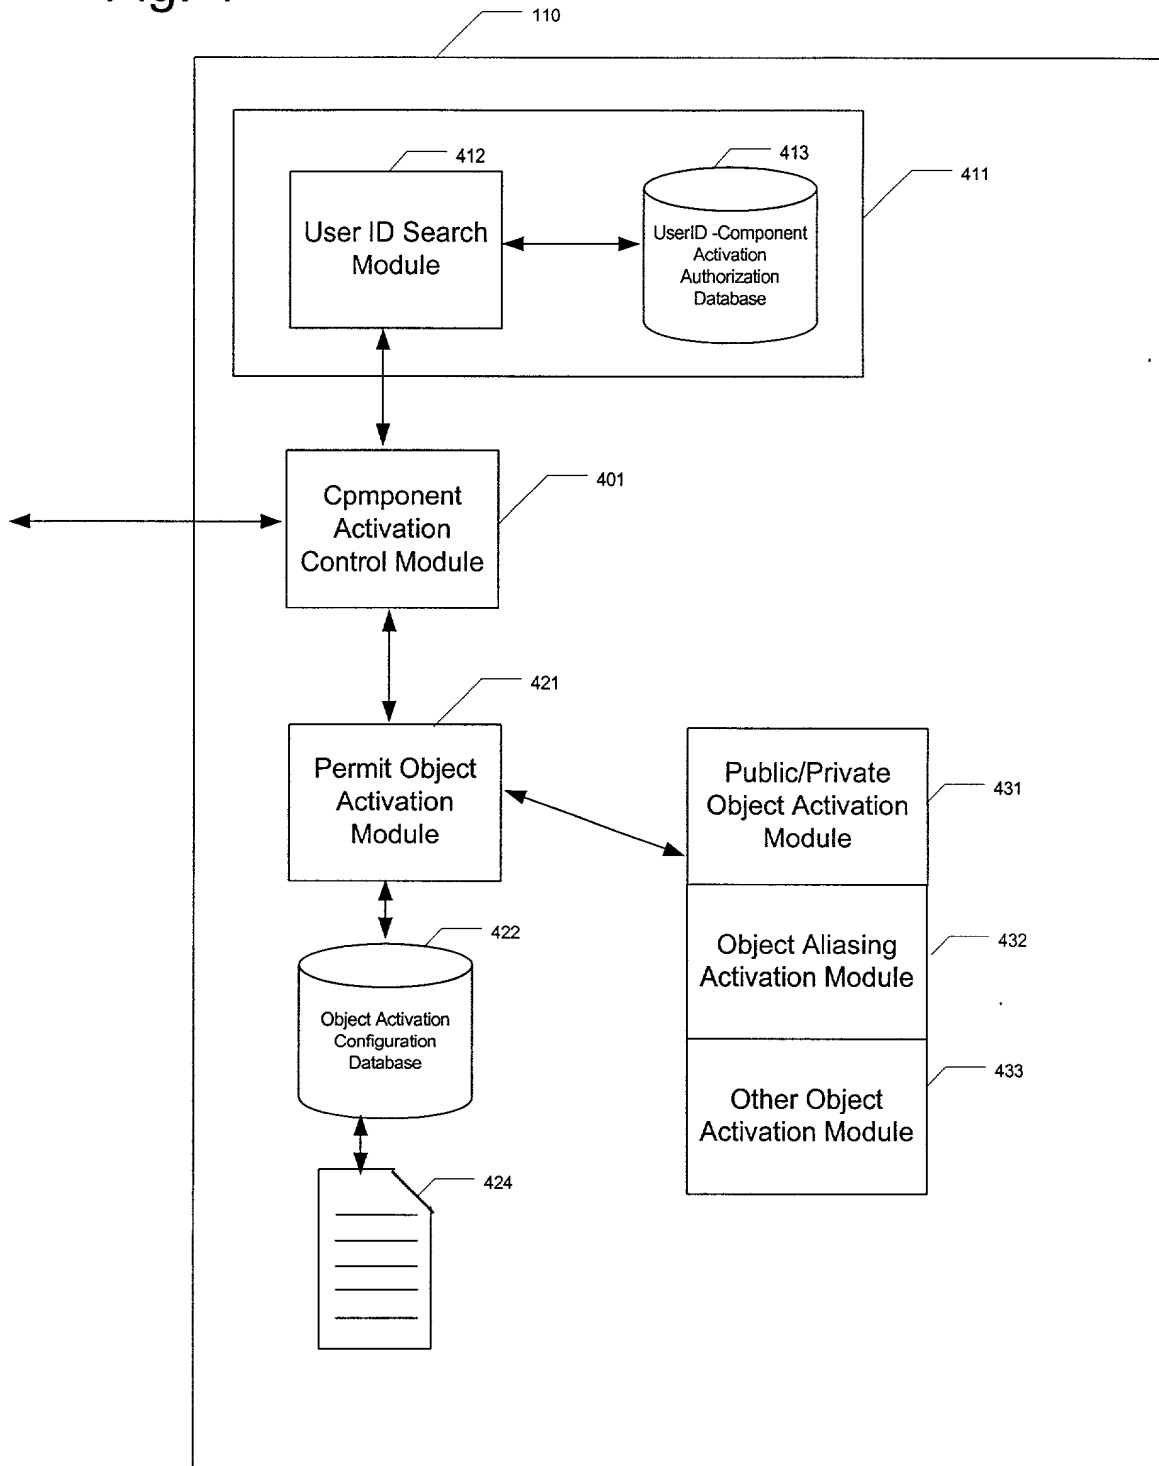 110
412
413
411
User ID Search
Module
UserID -Component
Activation
Authorization
Database
401
Cpmponent
Activation
Control Module
421
Permit Object
Activation
Module
Public/Private
Object Activation
Module
431
422
Object Activation
Configuration
Database
Object Aliasing
Activation Module
432
Other Object
Activation Module
433
424